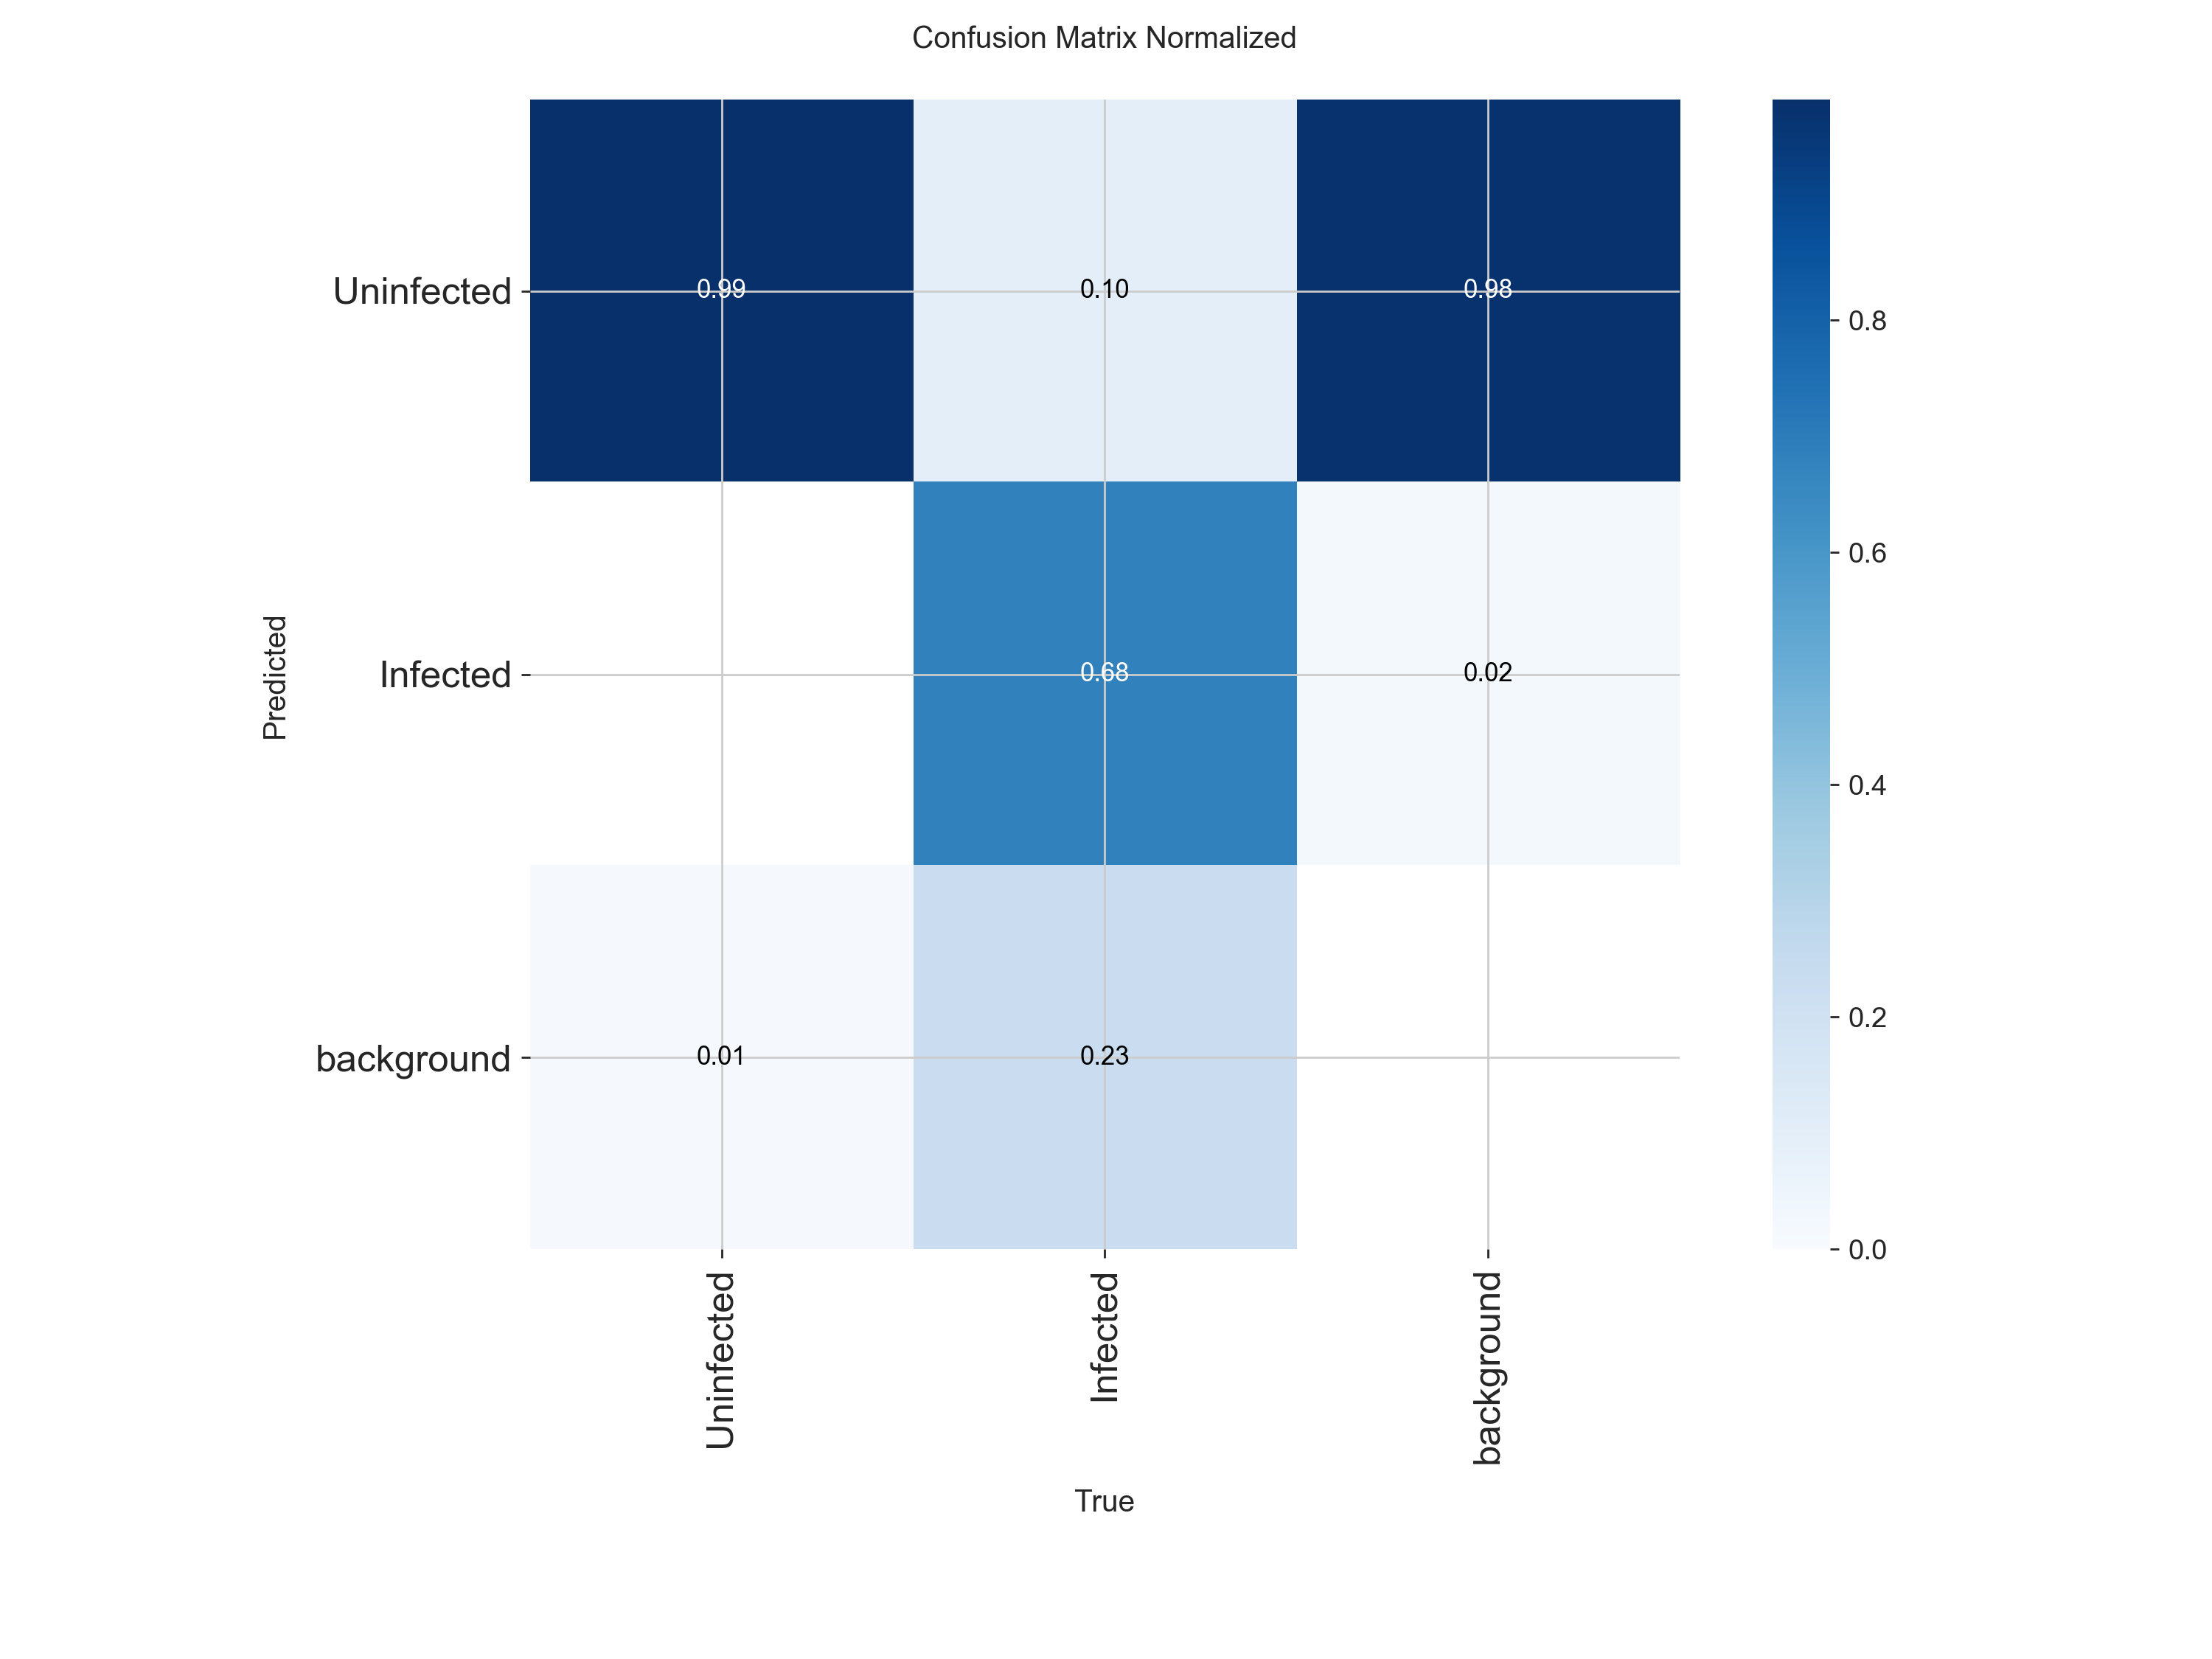 Confusion Matrix Normalized
Uninfected
0.99
0.10
0.98
0.8
0.6
Predicted
Infected
0.68
0.02
0.4
background
0.01
0.23
0.2
0.0
Uninfected
Infected
background
True